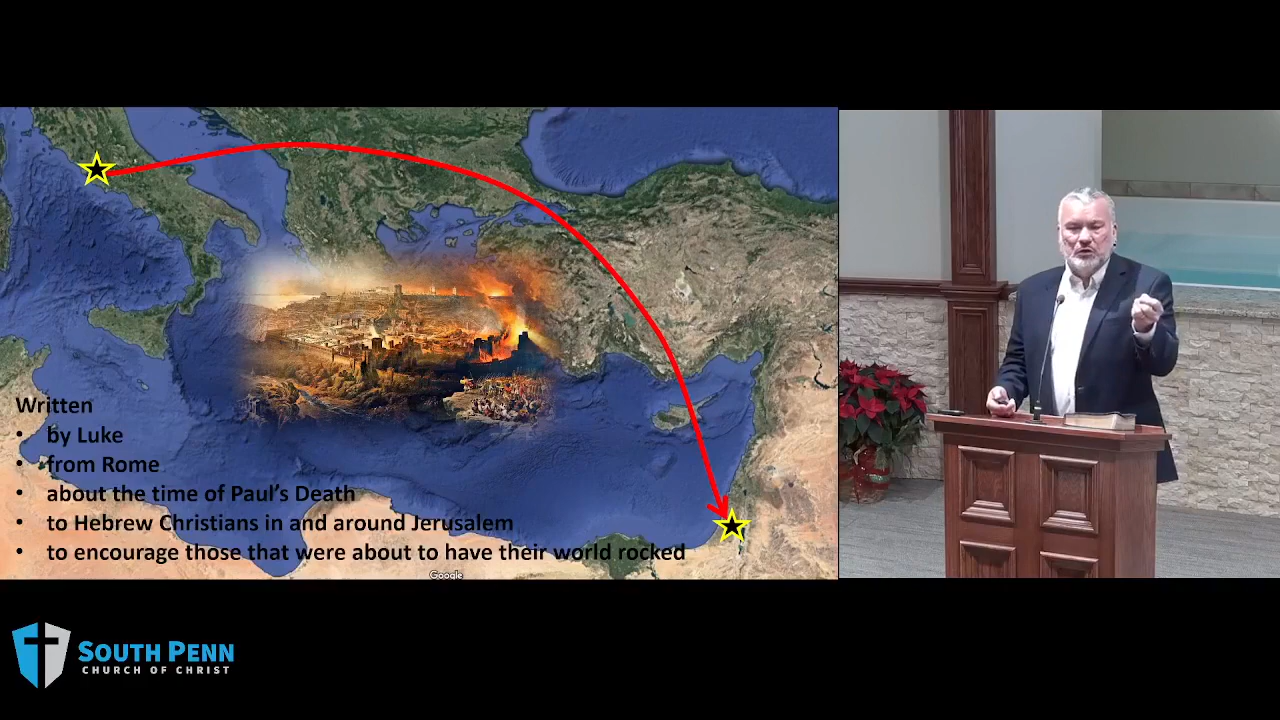 Written
• by Luke
• from Rome
• about the time of Paul's Death
• to Hebrew Christians in and around Jerusalem
• to encourage those that were about to have their world rocked
Google
SOUTH PENN
CHURCH OF CHRIST